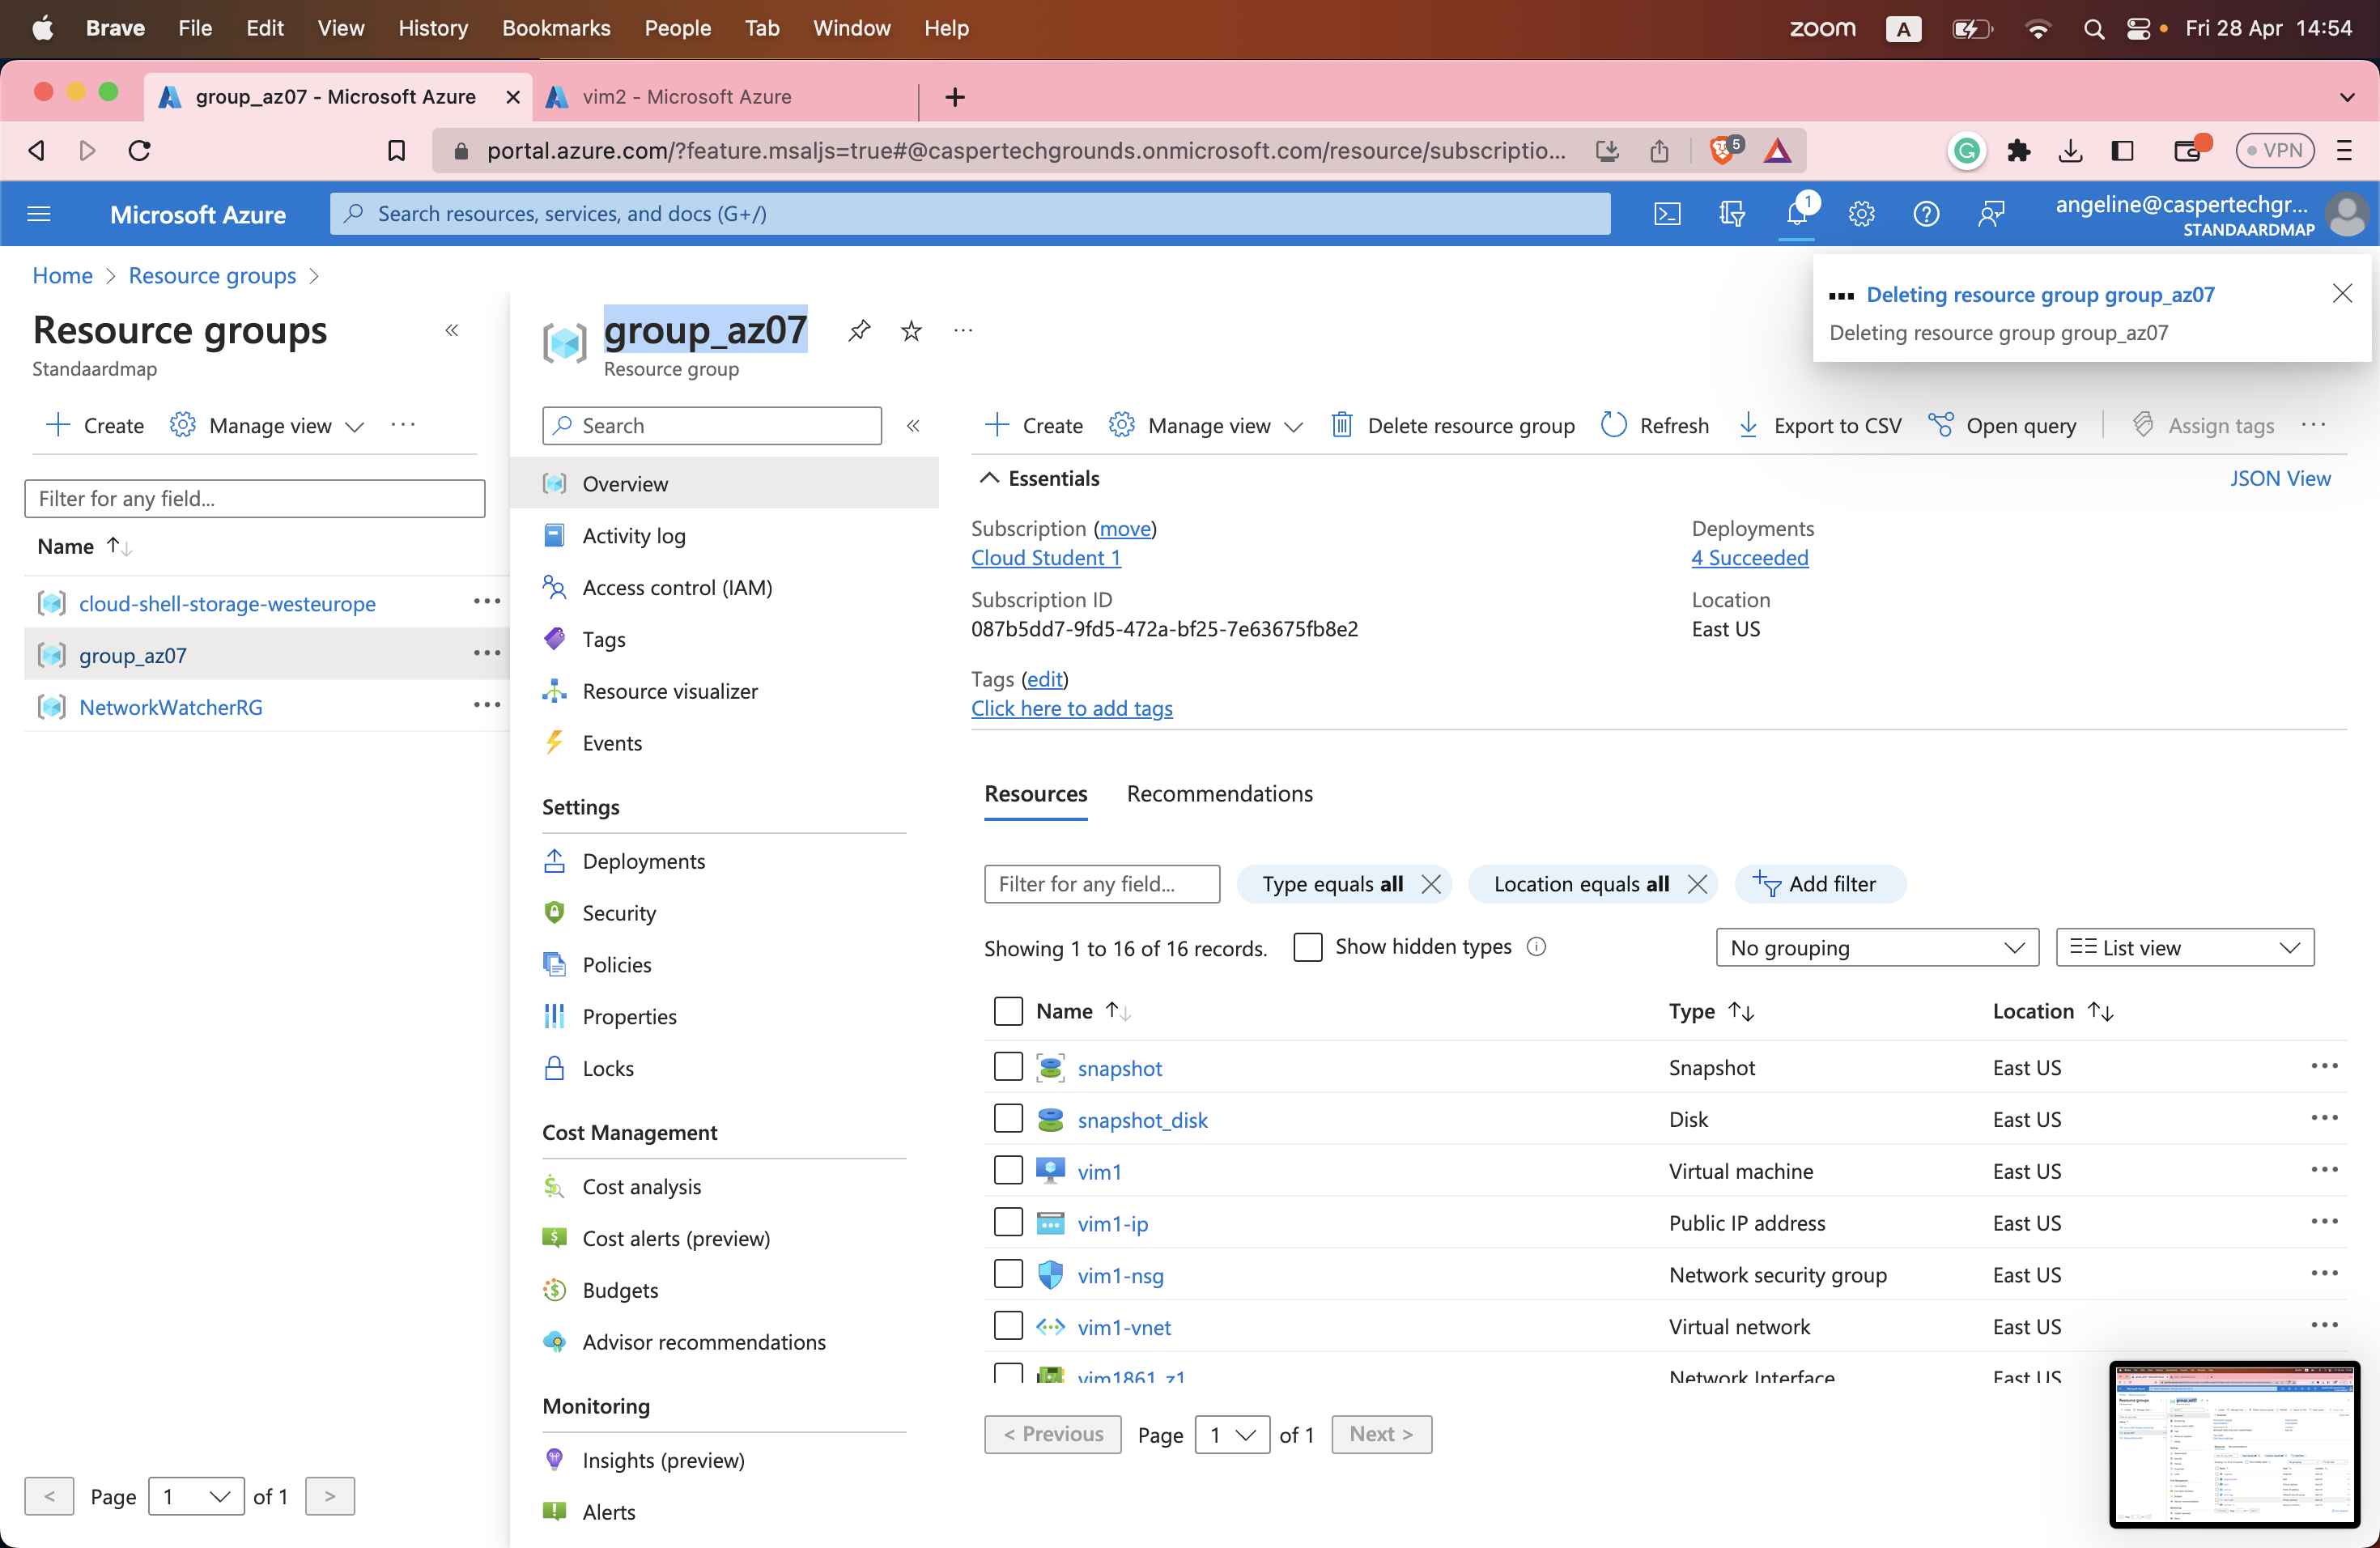 Brave File Edit View History Bookmarks People Tab Window Help zoom A Fri 28 Apr 14:54
group_az07 - Microsoft Azure vim2 - Microsoft Azure
portal.azure.com/?feature.msaljs=true#@caspertechgrounds.onmicrosoft.com/resource/subscriptio... 5 VPN
Microsoft Azure Search resources, services, and docs (G+/) 1 angeline@caspertechgr...
STANDAARDMAP
Home > Resource groups >
Deleting resource group group_az07
Deleting resource group group_az07
Resource groups
Standaardmap
Create Manage view ...
Filter for any field...
Name
cloud-shell-storage-westeurope
group_az07
NetworkWatcherRG
< Page 1 of 1 >
group_az07 ...
Resource group
Search
Overview
Activity log
Access control (IAM)
Tags
Resource visualizer
Events
Settings
Deployments
Security
Policies
Properties
Locks
Cost Management
Cost analysis
Cost alerts (preview)
Budgets
Advisor recommendations
Monitoring
Insights (preview)
Alerts
Create Manage view Delete resource group Refresh Export to CSV Open query Assign tags ...
Essentials JSON View
Subscription (move)
Cloud Student 1
Deployments
4 Succeeded
Subscription ID
087b5dd7-9fd5-472a-bf25-7e63675fb8e2
Location
East US
Tags (edit)
Click here to add tags
Resources Recommendations
Filter for any field... Type equals all Location equals all Add filter
Showing 1 to 16 of 16 records. Show hidden types No grouping List view
Name Type Location
snapshot Snapshot East US
snapshot_disk Disk East US
vim1 Virtual machine East US
vim1-ip Public IP address East US
vim1-nsg Network security group East US
vim1-vnet Virtual network East US
vim1861_z1 Network Interface East US
< Previous Page 1 of 1 Next >